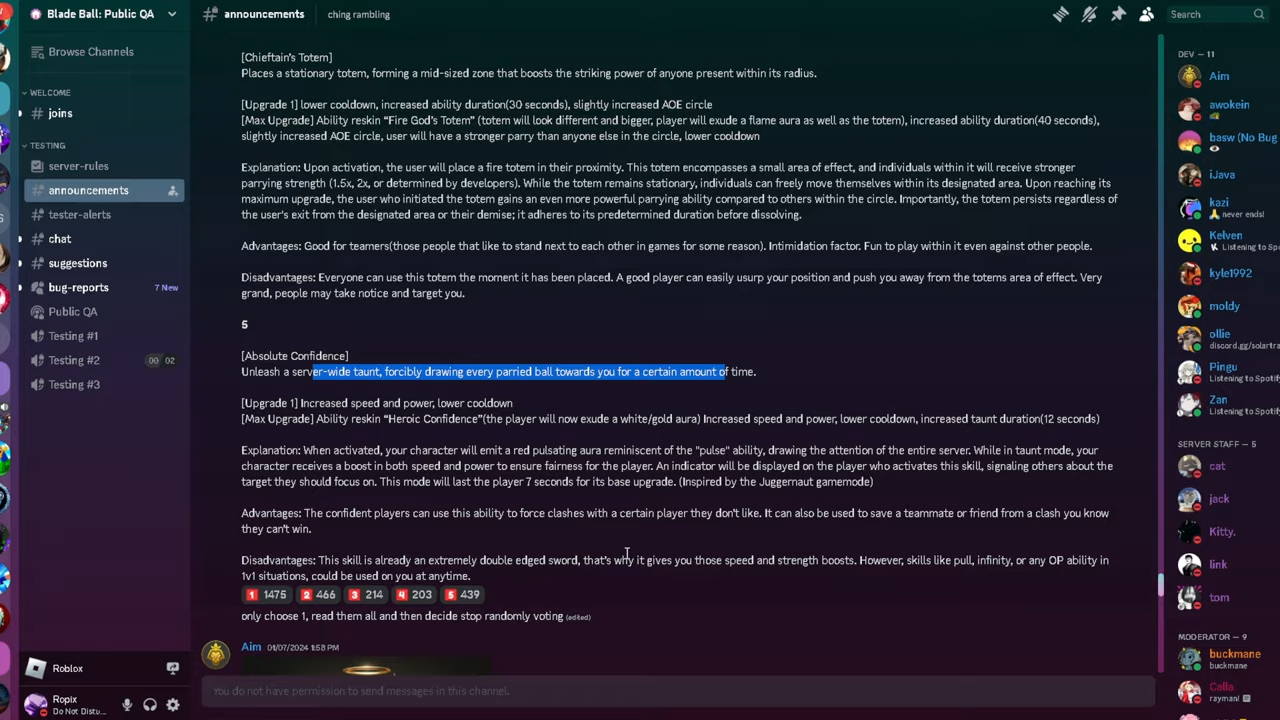 Blade Ball: Public QA
announcements
ching rambling
Search
Browse Channels
WELCOME
joins
TESTING
server-rules
announcements
tester-alerts
chat
suggestions
bug-reports
7 New
Public QA
Testing #1
Testing #2
00 02
Testing #3
Roblox
Ropix
Do Not Distu...
[Chieftain's Totem]
Places a stationary totem, forming a mid-sized zone that boosts the striking power of anyone present within its radius.
[Upgrade 1] lower cooldown, increased ability duration(30 seconds), slightly increased AOE circle
[Max Upgrade] Ability reskin “Fire God's Totem” (totem will look different and bigger, player will exude a flame aura as well as the totem), increased ability duration(40 seconds),
slightly increased AOE circle, user will have a stronger parry than anyone else in the circle, lower cooldown
Explanation: Upon activation, the user will place a fire totem in their proximity. This totem encompasses a small area of effect, and individuals within it will receive stronger
parrying strength (1.5x, 2x, or determined by developers). While the totem remains stationary, individuals can freely move themselves within its designated area. Upon reaching its
maximum upgrade, the user who initiated the totem gains an even more powerful parrying ability compared to others within the circle. Importantly, the totem persists regardless of
the user's exit from the designated area or their demise; it adheres to its predetermined duration before dissolving.
Advantages: Good for teamers(those people that like to stand next to each other in games for some reason). Intimidation factor. Fun to play within it even against other people.
Disadvantages: Everyone can use this totem the moment it has been placed. A good player can easily usurp your position and push you away from the totems area of effect. Very
grand, people may take notice and target you.
5
[Absolute Confidence]
Unleash a server-wide taunt, forcibly drawing every parried ball towards you for a certain amount of time.
[Upgrade 1] Increased speed and power, lower cooldown
[Max Upgrade] Ability reskin “Heroic Confidence”(the player will now exude a white/gold aura) Increased speed and power, lower cooldown, increased taunt duration(12 seconds)
Explanation: When activated, your character will emit a red pulsating aura reminiscent of the "pulse" ability, drawing the attention of the entire server. While in taunt mode, your
character receives a boost in both speed and power to ensure fairness for the player. An indicator will be displayed on the player who activates this skill, signaling others about the
target they should focus on. This mode will last the player 7 seconds for its base upgrade. (Inspired by the Juggernaut gamemode)
Advantages: The confident players can use this ability to force clashes with a certain player they don't like. It can also be used to save a teammate or friend from a clash you know
they can't win.
Disadvantages: This skill is already an extremely double edged sword, that's why it gives you those speed and strength boosts. However, skills like pull, infinity, or any OP ability in
1v1 situations, could be used on you at anytime.
1 1475 2 466 3 214 4 203 5 439
only choose 1, read them all and then decide stop randomly voting (edited)
Aim 01/07/2024 1:58 PM
You do not have permission to send messages in this channel.
DEV — 11
Aim
awokein
basw (No Bug
iJava
kazi
never ends!
Kelven
Listening to Spo
kyle1992
moldy
ollie
discord.gg/solartra
Pingu
Listening to Spotif
Zan
Listening to Spotif
SERVER STAFF — 5
cat
jack
Kitty.
link
tom
MODERATOR — 9
buckmane
buckmane
Calla
rayman!